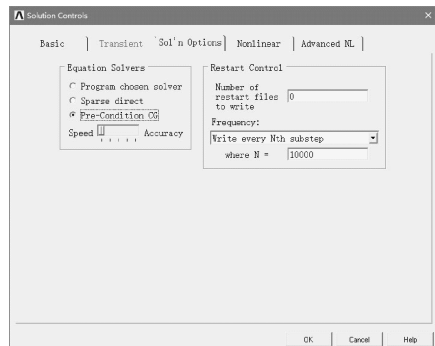 Solution Controls
Basic Transient Sol'n Options Nonlinear Advanced NL
Equation Solvers
Program chosen solver
Sparse direct
Pre-Condition CG
Speed Accuracy
Restart Control
Number of
restart files 0
to write
Frequency:
Write every Nth substep
where N = 10000
OK Cancel Help